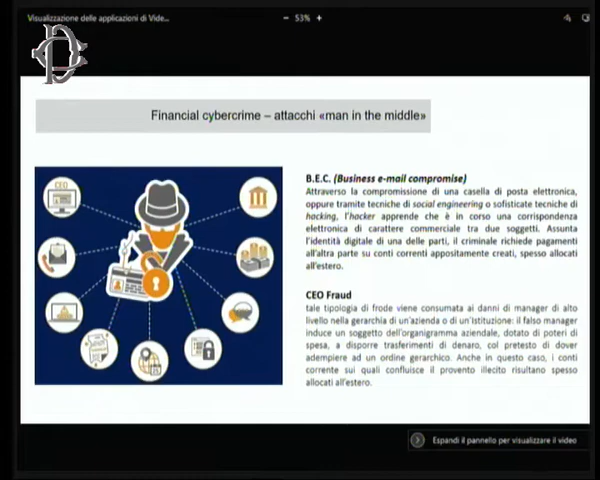 Visualizzazione delle applicazioni di Vide...
− 53% +
Financial cybercrime – attacchi «man in the middle»
CEO
B.E.C. (Business e-mail compromise)
Attraverso la compromissione di una casella di posta elettronica,
oppure tramite tecniche di social engineering o sofisticate tecniche di
hacking, l'hacker apprende che è in corso una corrispondenza
elettronica di carattere commerciale tra due soggetti. Assunta
l'identità digitale di una delle parti, il criminale richiede pagamenti
all'altra parte su conti correnti appositamente creati, spesso allocati
all'estero.
CEO Fraud
tale tipologia di frode viene consumata ai danni di manager di alto
livello nella gerarchia di un'azienda o di un'istituzione: il falso manager
induce un soggetto dell'organigramma aziendale, dotato di poteri di
spesa, a disporre trasferimenti di denaro, col pretesto di dover
adempiere ad un ordine gerarchico. Anche in questo caso, i conti
corrente sui quali confluisce il provento illecito risultano spesso
allocati all'estero.
Espandi il pannello per visualizzare il video